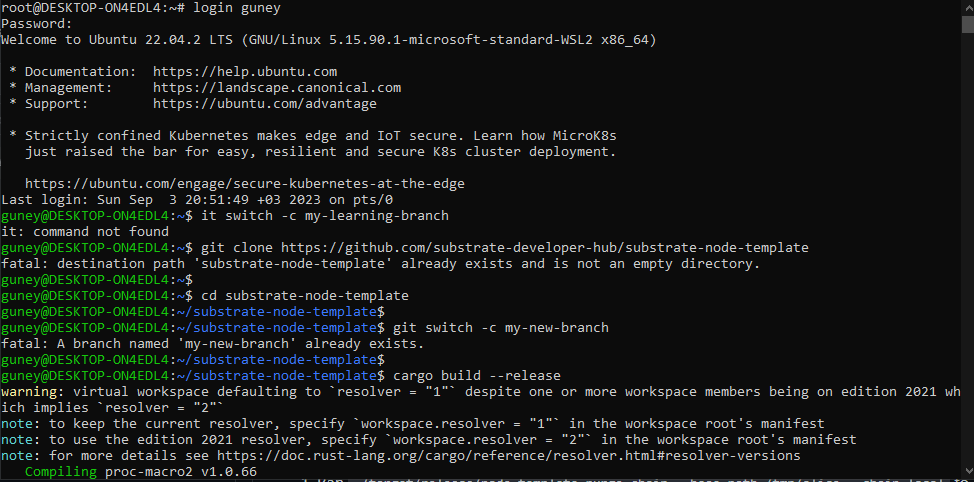 root@DESKTOP-ON4EDL4:~# login guney
Password:
Welcome to Ubuntu 22.04.2 LTS (GNU/Linux 5.15.90.1-microsoft-standard-WSL2 x86_64)
* Documentation:  https://help.ubuntu.com
* Management:     https://landscape.canonical.com
* Support:        https://ubuntu.com/advantage
* Strictly confined Kubernetes makes edge and IoT secure. Learn how MicroK8s
just raised the bar for easy, resilient and secure K8s cluster deployment.
https://ubuntu.com/engage/secure-kubernetes-at-the-edge
Last login: Sun Sep  3 20:51:49 +03 2023 on pts/0
guney@DESKTOP-ON4EDL4:~$ it switch -c my-learning-branch
it: command not found
guney@DESKTOP-ON4EDL4:~$ git clone https://github.com/substrate-developer-hub/substrate-node-template
fatal: destination path 'substrate-node-template' already exists and is not an empty directory.
guney@DESKTOP-ON4EDL4:~$
guney@DESKTOP-ON4EDL4:~$ cd substrate-node-template
guney@DESKTOP-ON4EDL4:~/substrate-node-template$
guney@DESKTOP-ON4EDL4:~/substrate-node-template$ git switch -c my-new-branch
fatal: A branch named 'my-new-branch' already exists.
guney@DESKTOP-ON4EDL4:~/substrate-node-template$
guney@DESKTOP-ON4EDL4:~/substrate-node-template$ cargo build --release
warning: virtual workspace defaulting to `resolver = "1"` despite one or more workspace members being on edition 2021 wh
ich implies `resolver = "2"`
note: to keep the current resolver, specify `workspace.resolver = "1"` in the workspace root's manifest
note: to use the edition 2021 resolver, specify `workspace.resolver = "2"` in the workspace root's manifest
note: for more details see https://doc.rust-lang.org/cargo/reference/resolver.html#resolver-versions
Compiling proc-macro2 v1.0.66